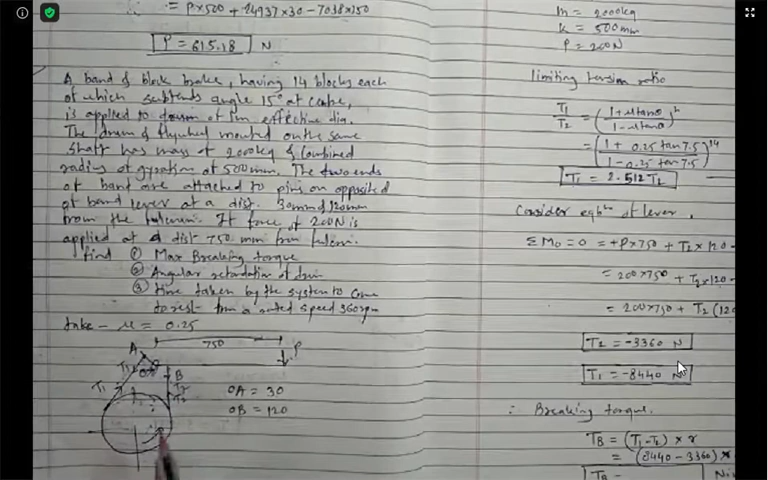 = P×500 + 24937×30 - 7038×150
P = 615.18 N
A band & block brake, having 14 blocks each
of which subtends angle 15° at centre,
is applied to drum of 1m effective dia.
The drum & flywheel mounted on the same
shaft has mass of 2000kg & combined
radius of gyration of 500mm. The two ends
of band are attached to pins on opposited
of band lever at a dist. 30mm & 120mm
from the fulcrum. If force of 200N is
applied at a dist 750 mm from fulcrum.
find ① Max Breaking torque
② Angular retardation of drum
③ time taken by the system to come
to rest from a rated speed 360rpm
take - μ = 0.25
750
P
A
B
T1
T2
OA = 30
OB = 120
m = 2000kg
k = 500mm
P = 200N
limiting tension ratio
T1/T2 = (1+μtanθ / 1-μtanθ)^n
= (1 + 0.25 tan 7.5 / 1 - 0.25 tan 7.5)^14
T1 = 2.512T2
Consider eqbm of lever,
ΣMo = 0 = +P×750 + T2×120 -
= 200×750 + T2×120 -
= 200×750 + T2 (120
T2 = -3360 N
T1 = -8440 N
∴ Breaking torque.
TB = (T1-T2) × r
= (8440 - 3360) ×
TB =